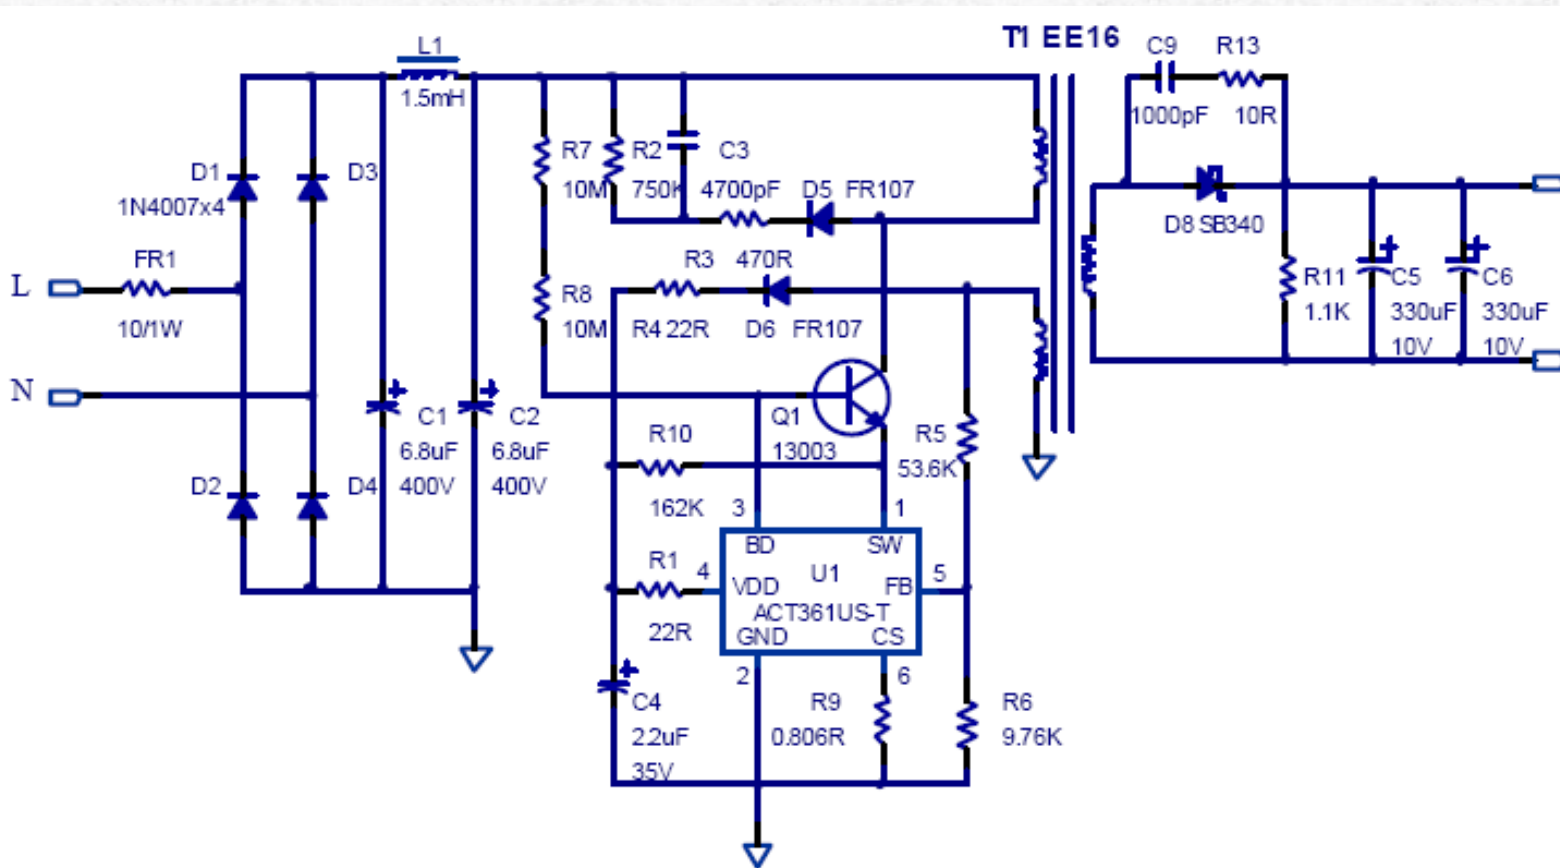 T1 EE16
L1
1.5mH
C9
R13
1000pF
10R
D1
1N4007x4
D3
R7
10M
R2
750K
C3
4700pF
D5
FR107
D8 SB340
L
FR1
10/1W
R3
470R
R8
10M
R4
22R
D6
FR107
R11
1.1K
C5
330uF
10V
C6
330uF
10V
N
C1
6.8uF
400V
C2
6.8uF
400V
Q1
13003
R5
53.6K
R10
162K
D2
D4
3
1
BD
SW
R1
22R
4
VDD
U1
FB
5
ACT361US-T
GND
CS
2
6
C4
2.2uF
35V
R9
0.806R
R6
9.76K